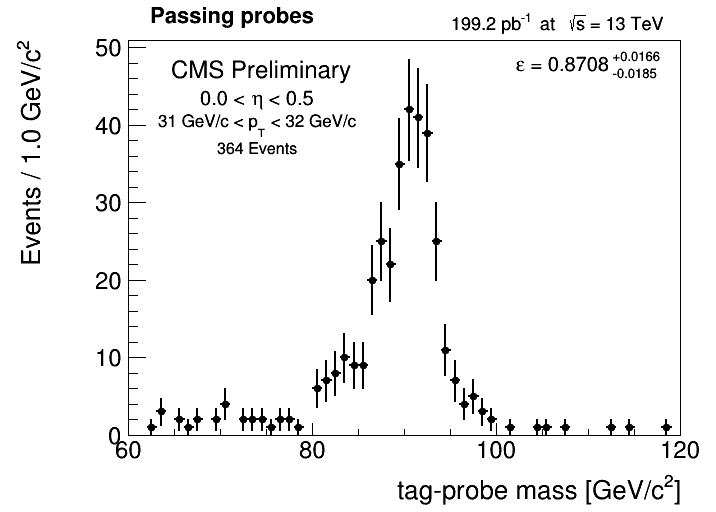 Passing probes
199.2 pb⁻¹ at √s = 13 TeV
CMS Preliminary
0.0 < η < 0.5
31 GeV/c < p_T < 32 GeV/c
364 Events
ε = 0.8708 +0.0166 -0.0185
Events / 1.0 GeV/c²
50
40
30
20
10
0
60 80 100 120
tag-probe mass [GeV/c²]